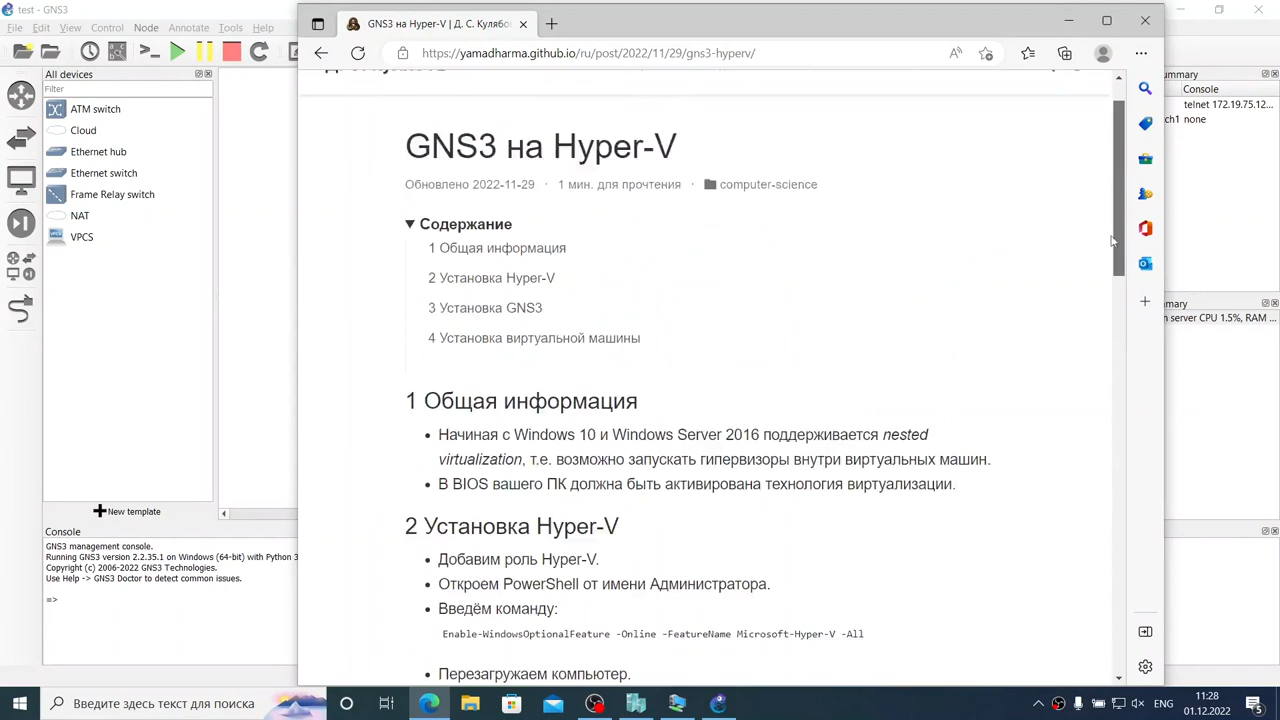 test - GNS3
File
Edit
View
Control
Node
Annotate
Tools
Help
All devices
Filter
ATM switch
Cloud
Ethernet hub
Ethernet switch
Frame Relay switch
NAT
VPCS
New template
Console
GNS3 management console.
Running GNS3 version 2.2.35.1 on Windows (64-bit) with Python 3
Copyright (c) 2006-2022 GNS3 Technologies.
Use Help -> GNS3 Doctor to detect common issues.
=>
GNS3 на Hyper-V | Д. С. Кулябо
https://yamadharma.github.io/ru/post/2022/11/29/gns3-hyperv/
GNS3 на Hyper-V
Обновлено 2022-11-29 · 1 мин. для прочтения · computer-science
Содержание
1 Общая информация
2 Установка Hyper-V
3 Установка GNS3
4 Установка виртуальной машины
1 Общая информация
Начиная с Windows 10 и Windows Server 2016 поддерживается nested
virtualization, т.е. возможно запускать гипервизоры внутри виртуальных машин.
В BIOS вашего ПК должна быть активирована технология виртуализации.
2 Установка Hyper-V
Добавим роль Hyper-V.
Откроем PowerShell от имени Администратора.
Введём команду:
Enable-WindowsOptionalFeature -Online -FeatureName Microsoft-Hyper-V -All
Перезагружаем компьютер.
ummary
Console
telnet 172.19.75.12...
ch1 none
mmary
n server CPU 1.5%, RAM ...
Введите здесь текст для поиска
ENG
11:28
01.12.2022